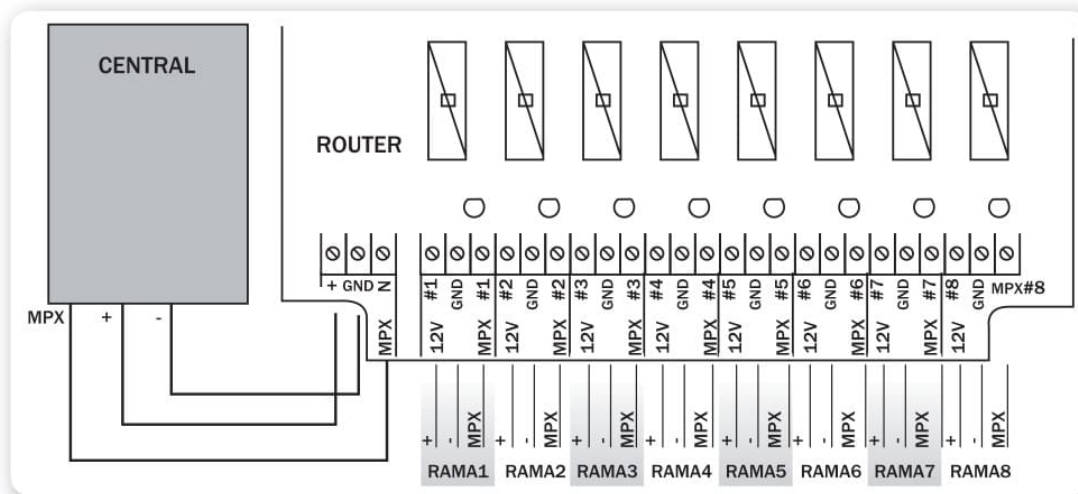 CENTRAL
ROUTER
+ GND N
MPX
#1 GND #1 #2 GND #2 #3 GND #3 #4 GND #4 #5 GND #5 #6 GND #6 #7 GND #7 #8 GND MPX#8
12V MPX 12V MPX 12V MPX 12V MPX 12V MPX 12V MPX 12V MPX 12V
MPX + -
+ - MPX + - MPX + - MPX + - MPX + - MPX + - MPX + - MPX + - MPX
RAMA1 RAMA2 RAMA3 RAMA4 RAMA5 RAMA6 RAMA7 RAMA8